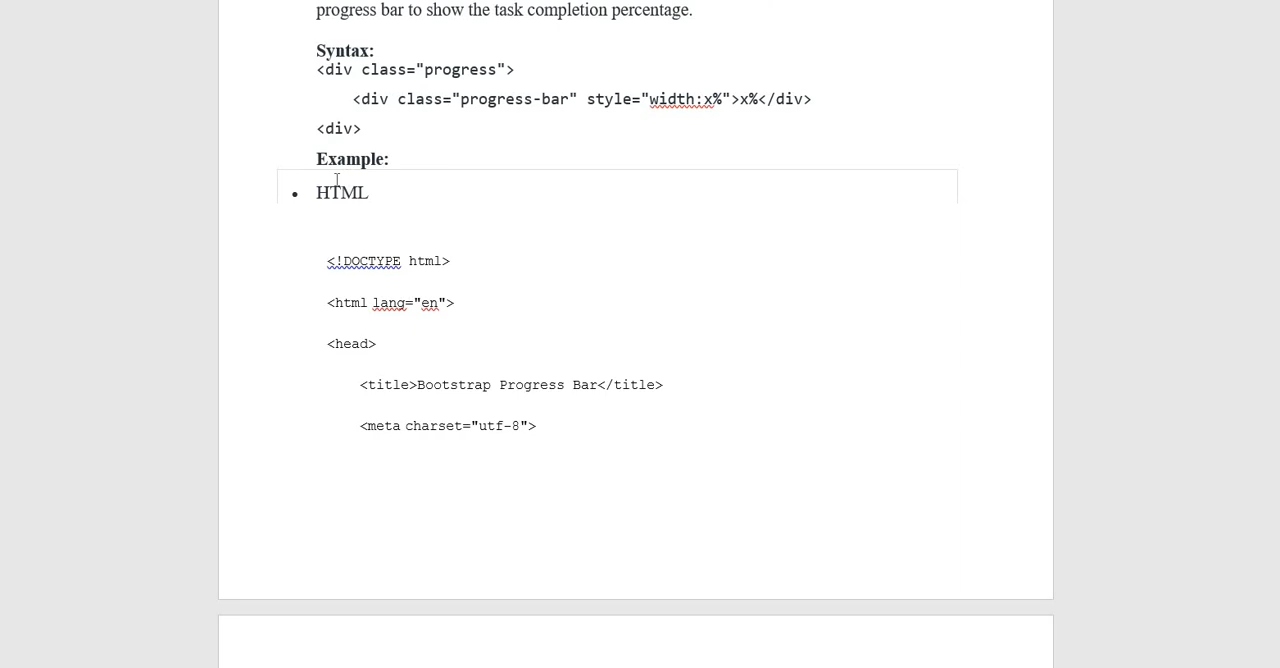 progress bar to show the task completion percentage.
Syntax:
<div class="progress">
<div class="progress-bar" style="width:x%">x%</div>
<div>
Example:
• HTML
<!DOCTYPE html>
<html lang="en">
<head>
<title>Bootstrap Progress Bar</title>
<meta charset="utf-8">